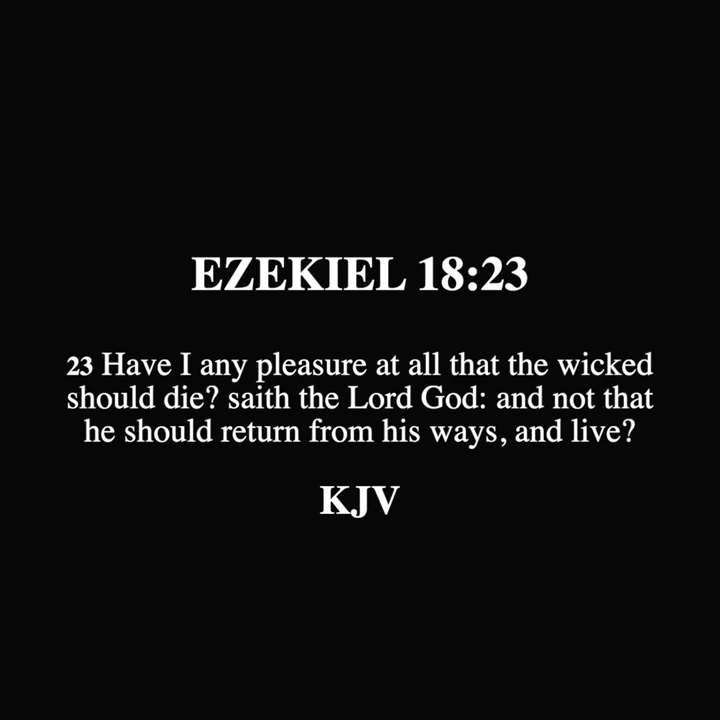 EZEKIEL 18:23
23 Have I any pleasure at all that the wicked
should die? saith the Lord God: and not that
he should return from his ways, and live?
KJV